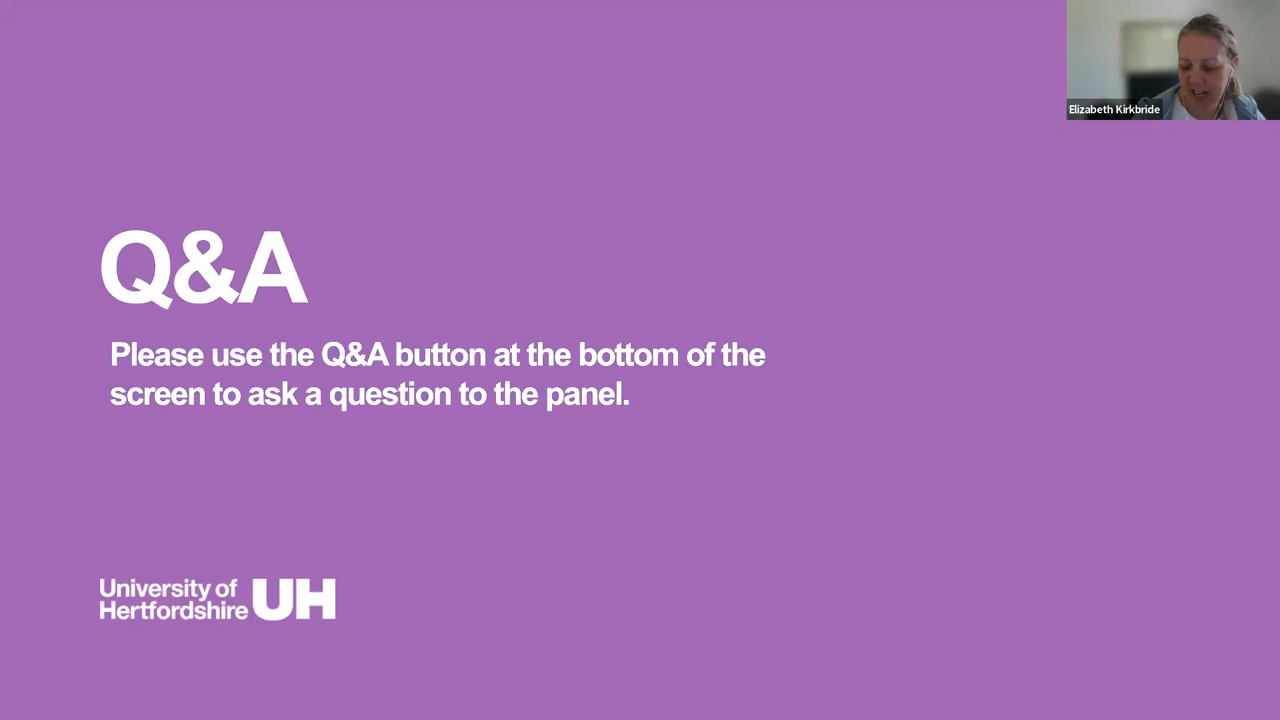 Elizabeth Kirkbride
Q&A
Please use the Q&A button at the bottom of the
screen to ask a question to the panel.
University of
Hertfordshire UH